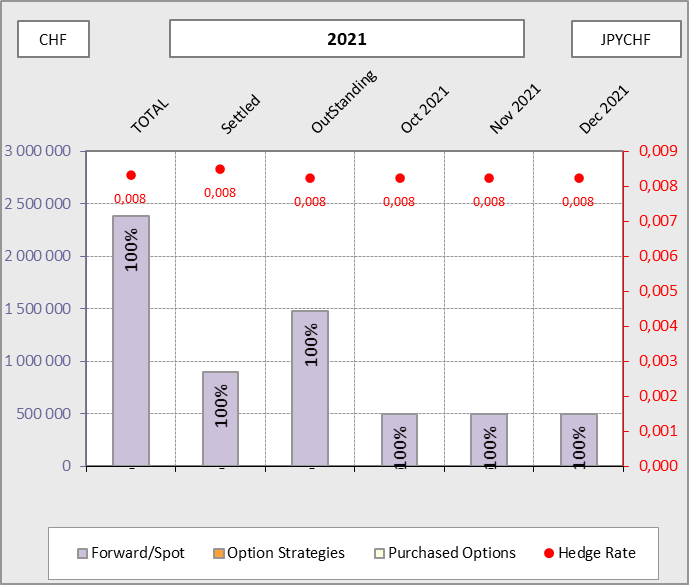 CHF 2021 JPYCHF
TOTAL Settled OutStanding Oct 2021 Nov 2021 Dec 2021
3 000 000 0,009
0,008 0,008 0,008 0,008 0,008 0,008 0,008
2 500 000 0,007
100%
2 000 000 0,006
0,005
1 500 000
100% 0,004
1 000 000 0,003
100% 0,002
500 000
100% 100% 100% 0,001
0 - - - - - - 0,000
Forward/Spot Option Strategies Purchased Options Hedge Rate